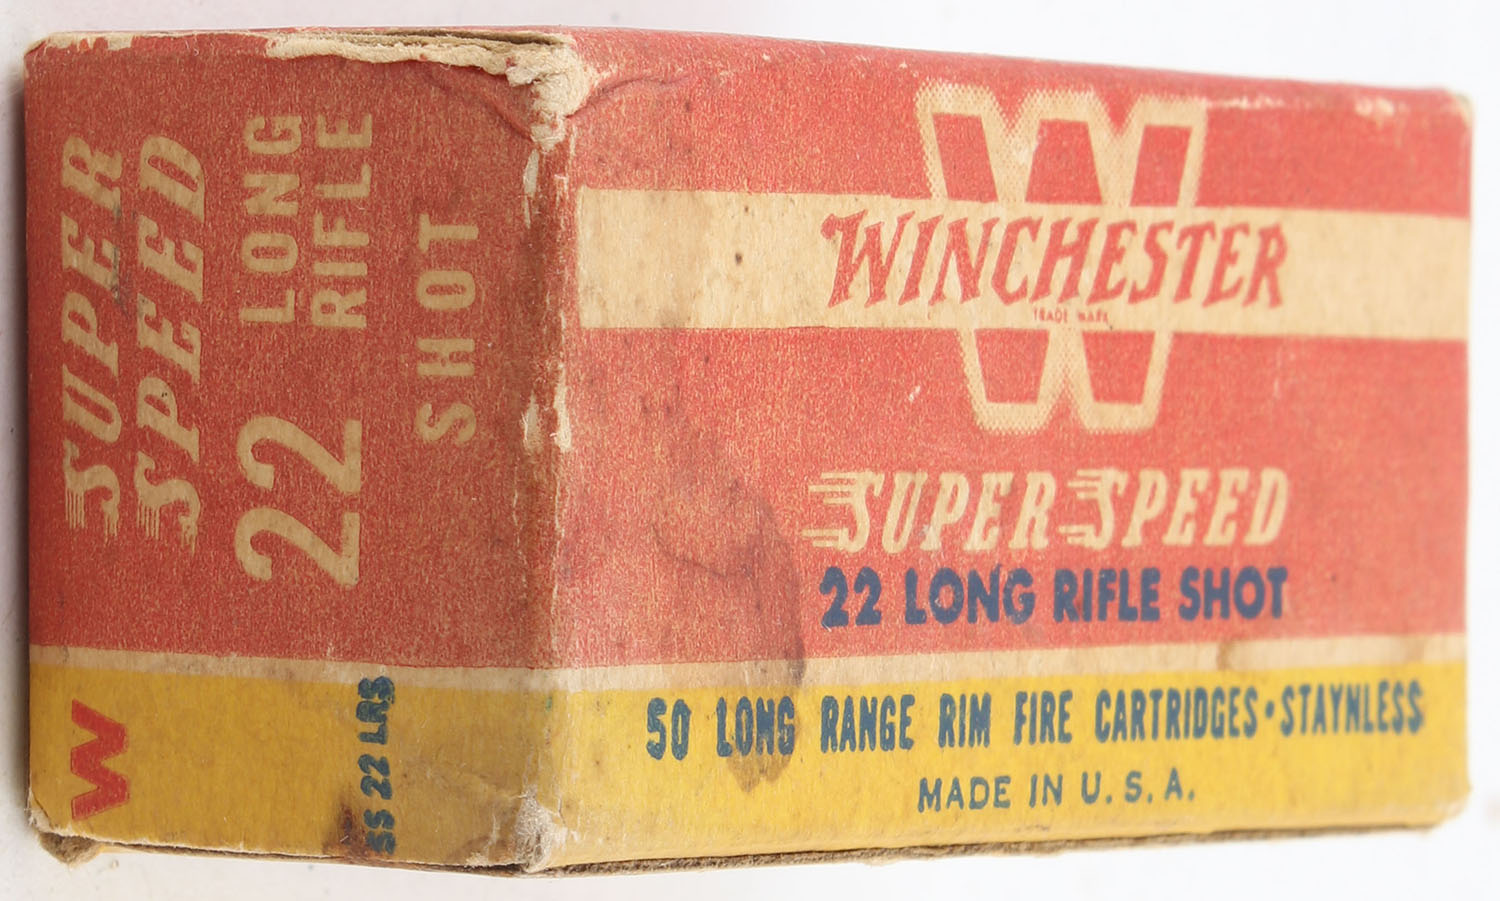 SUPER
SPEED
22 LONG
RIFLE
SHOT
W
SS 22 LRS
W
WINCHESTER
TRADE MARK
SUPER SPEED
22 LONG RIFLE SHOT
50 LONG RANGE RIM FIRE CARTRIDGES·STAYNLESS
MADE IN U.S.A.